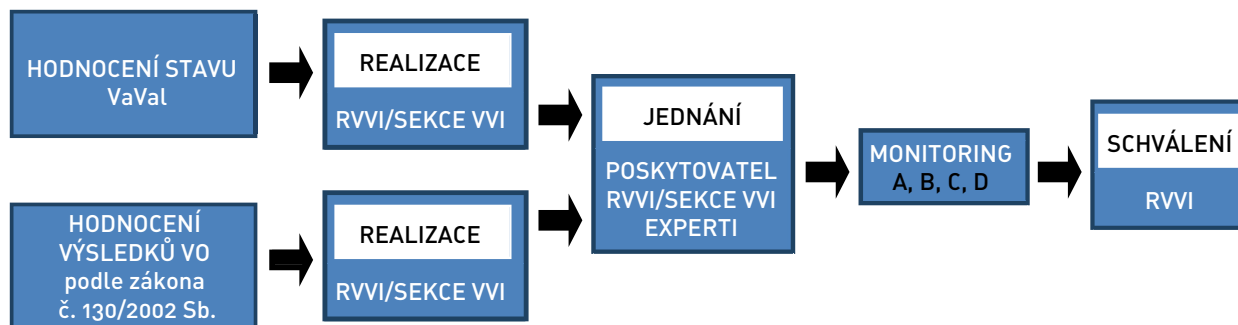 HODNOCENÍ STAVU
VaVaI
REALIZACE
RVVI/SEKCE VVI
HODNOCENÍ
VÝSLEDKŮ VO
podle zákona
č. 130/2002 Sb.
REALIZACE
RVVI/SEKCE VVI
JEDNÁNÍ
POSKYTOVATEL
RVVI/SEKCE VVI
EXPERTI
MONITORING
A, B, C, D
SCHVÁLENÍ
RVVI